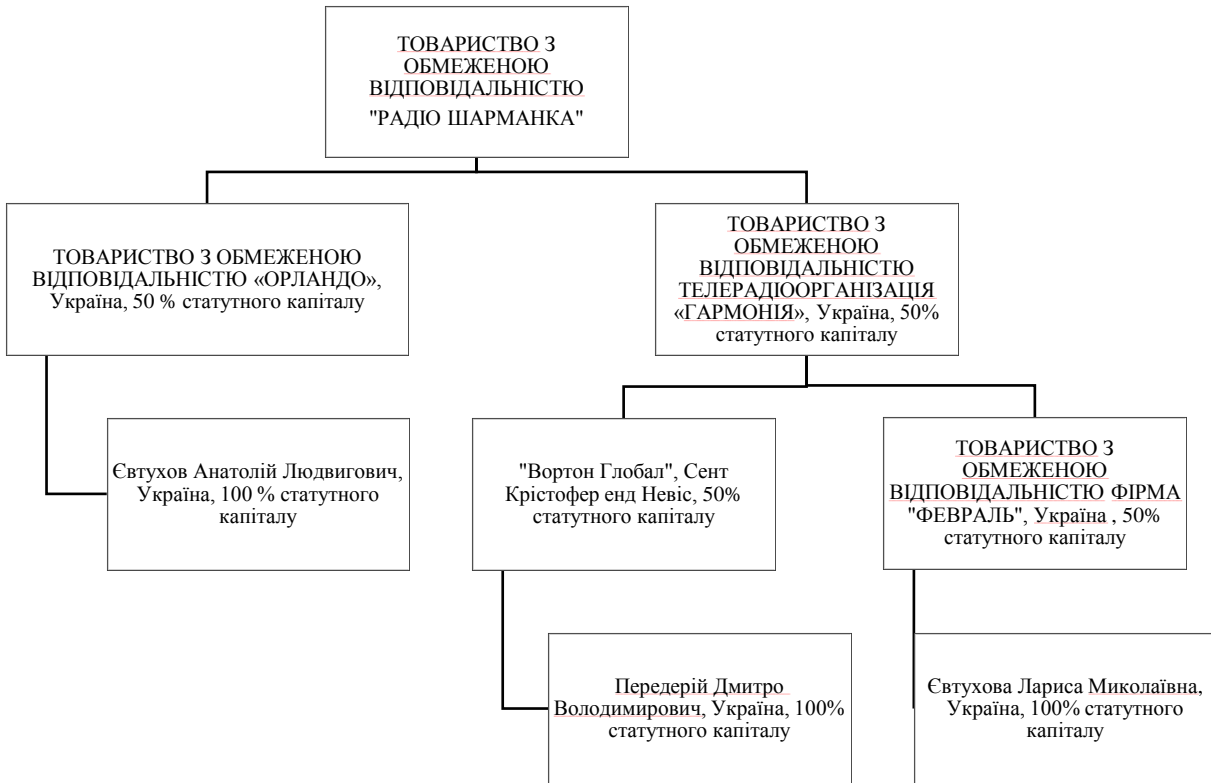 ТОВАРИСТВО З
ОБМЕЖЕНОЮ
ВІДПОВІДАЛЬНІСТЮ
"РАДІО ШАРМАНКА"
ТОВАРИСТВО З ОБМЕЖЕНОЮ
ВІДПОВІДАЛЬНІСТЮ «ОРЛАНДО»,
Україна, 50 % статутного капіталу
ТОВАРИСТВО З
ОБМЕЖЕНОЮ
ВІДПОВІДАЛЬНІСТЮ
ТЕЛЕРАДІООРГАНІЗАЦІЯ
«ГАРМОНІЯ», Україна, 50%
статутного капіталу
Євтухов Анатолій Людвигович,
Україна, 100 % статутного
капіталу
"Вортон Глобал", Сент
Крістофер енд Невіс, 50%
статутного капіталу
ТОВАРИСТВО З
ОБМЕЖЕНОЮ
ВІДПОВІДАЛЬНІСТЮ ФІРМА
"ФЕВРАЛЬ", Україна , 50%
статутного капіталу
Передерій Дмитро
Володимирович, Україна, 100%
статутного капіталу
Євтухова Лариса Миколаївна,
Україна, 100% статутного
капіталу